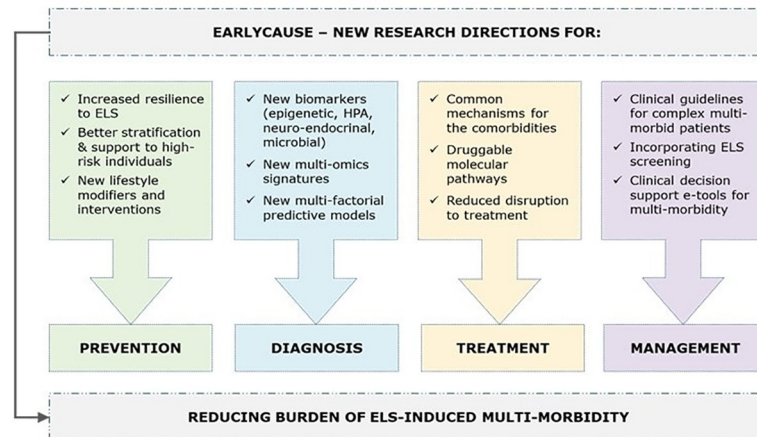 EARLYCAUSE – NEW RESEARCH DIRECTIONS FOR:
✓ Increased resilience
to ELS
✓ Better stratification
& support to high-
risk individuals
✓ New lifestyle
modifiers and
interventions
PREVENTION
✓ New biomarkers
(epigenetic, HPA,
neuro-endocrinal,
microbial)
✓ New multi-omics
signatures
✓ New multi-factorial
predictive models
DIAGNOSIS
✓ Common
mechanisms for
the comorbidities
✓ Druggable
molecular
pathways
✓ Reduced disruption
to treatment
TREATMENT
✓ Clinical guidelines
for complex multi-
morbid patients
✓ Incorporating ELS
screening
✓ Clinical decision
support e-tools for
multi-morbidity
MANAGEMENT
REDUCING BURDEN OF ELS-INDUCED MULTI-MORBIDITY